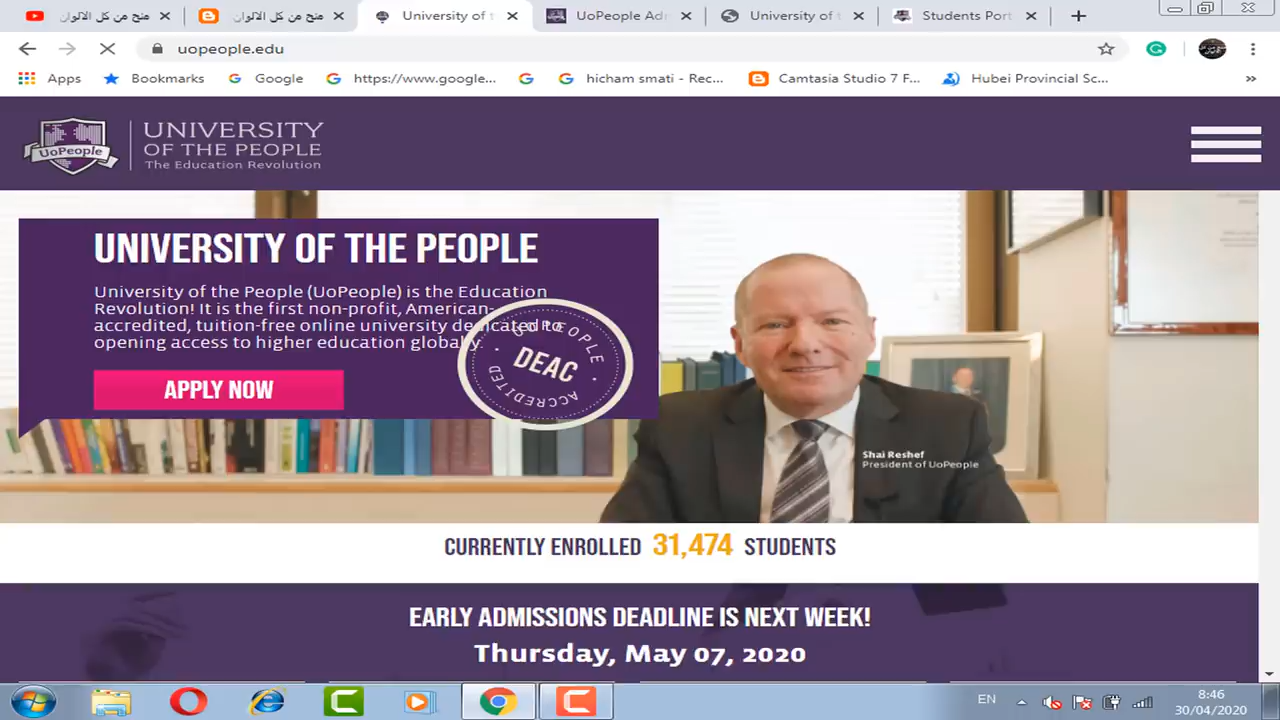 منح من كل الالوان
منح من كل الالوان
University of t
UoPeople Adr
University of t
Students Port
uopeople.edu
Apps
Bookmarks
Google
https://www.google...
hicham smati - Rec...
Camtasia Studio 7 F...
Hubei Provincial Sc...
»
UoPeople
UNIVERSITY
OF THE PEOPLE
The Education Revolution
UNIVERSITY OF THE PEOPLE
University of the People (UoPeople) is the Education
Revolution! It is the first non-profit, American-
accredited, tuition-free online university dedicated to
opening access to higher education globally.
UOPEOPLE
DEAC
ACCREDITED
APPLY NOW
Shai Reshef
President of UoPeople
CURRENTLY ENROLLED 31,474 STUDENTS
EARLY ADMISSIONS DEADLINE IS NEXT WEEK!
Thursday, May 07, 2020
EN
8:46
30/04/2020